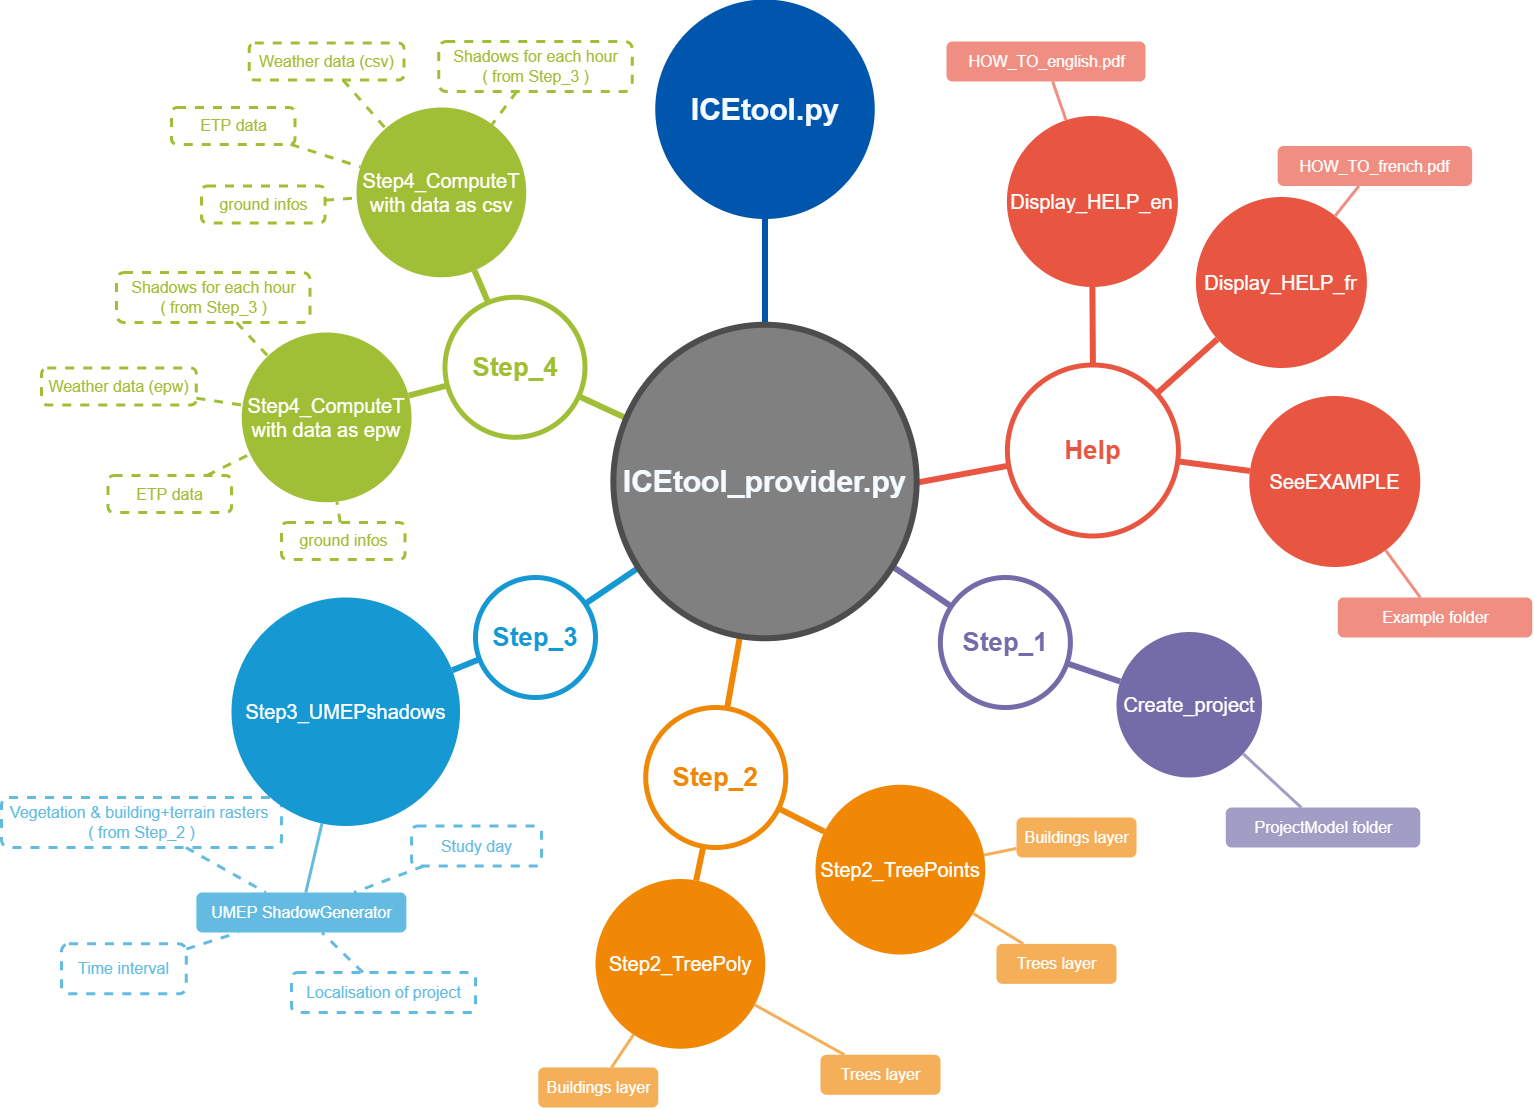 ICEtool.py
ICEtool_provider.py
Weather data (csv)
Shadows for each hour
( from Step_3 )
ETP data
ground infos
Step4_ComputeT
with data as csv
Step_4
Shadows for each hour
( from Step_3 )
Weather data (epw)
Step4_ComputeT
with data as epw
ETP data
ground infos
HOW_TO_english.pdf
Display_HELP_en
HOW_TO_french.pdf
Display_HELP_fr
Help
SeeEXAMPLE
Example folder
Step_1
Create_project
ProjectModel folder
Step_2
Step2_TreePoints
Buildings layer
Trees layer
Step2_TreePoly
Buildings layer
Trees layer
Step_3
Step3_UMEPshadows
Vegetation & building+terrain rasters
( from Step_2 )
Study day
UMEP ShadowGenerator
Time interval
Localisation of project